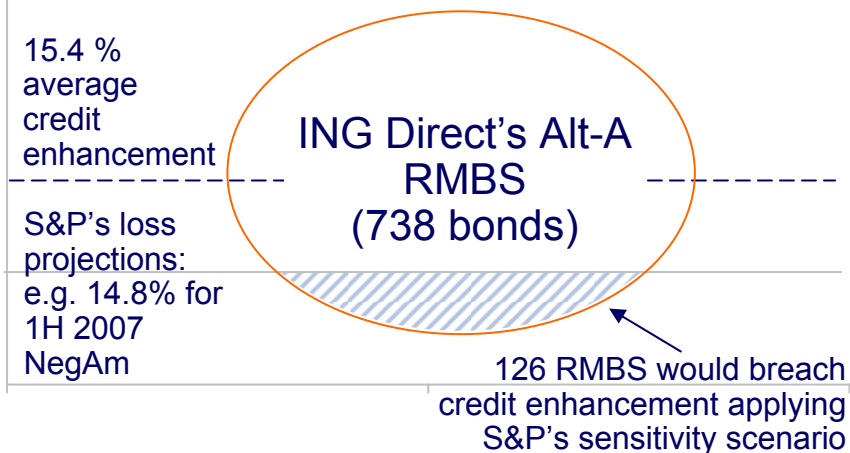 15.4 %
average
credit
enhancement
ING Direct's Alt-A
RMBS
(738 bonds)
S&P's loss
projections:
e.g. 14.8% for
1H 2007
NegAm
126 RMBS would breach
credit enhancement applying
S&P's sensitivity scenario